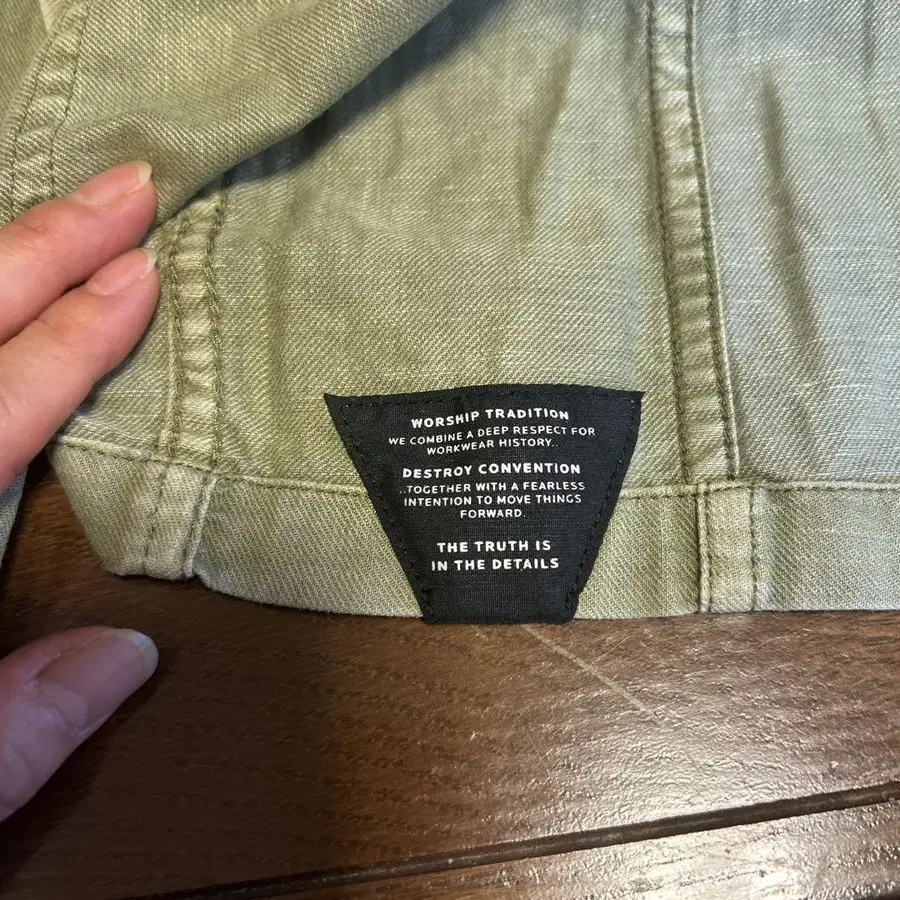 WORSHIP TRADITION
WE COMBINE A DEEP RESPECT FOR
WORKWEAR HISTORY..
DESTROY CONVENTION
..TOGETHER WITH A FEARLESS
INTENTION TO MOVE THINGS
FORWARD.
THE TRUTH IS
IN THE DETAILS